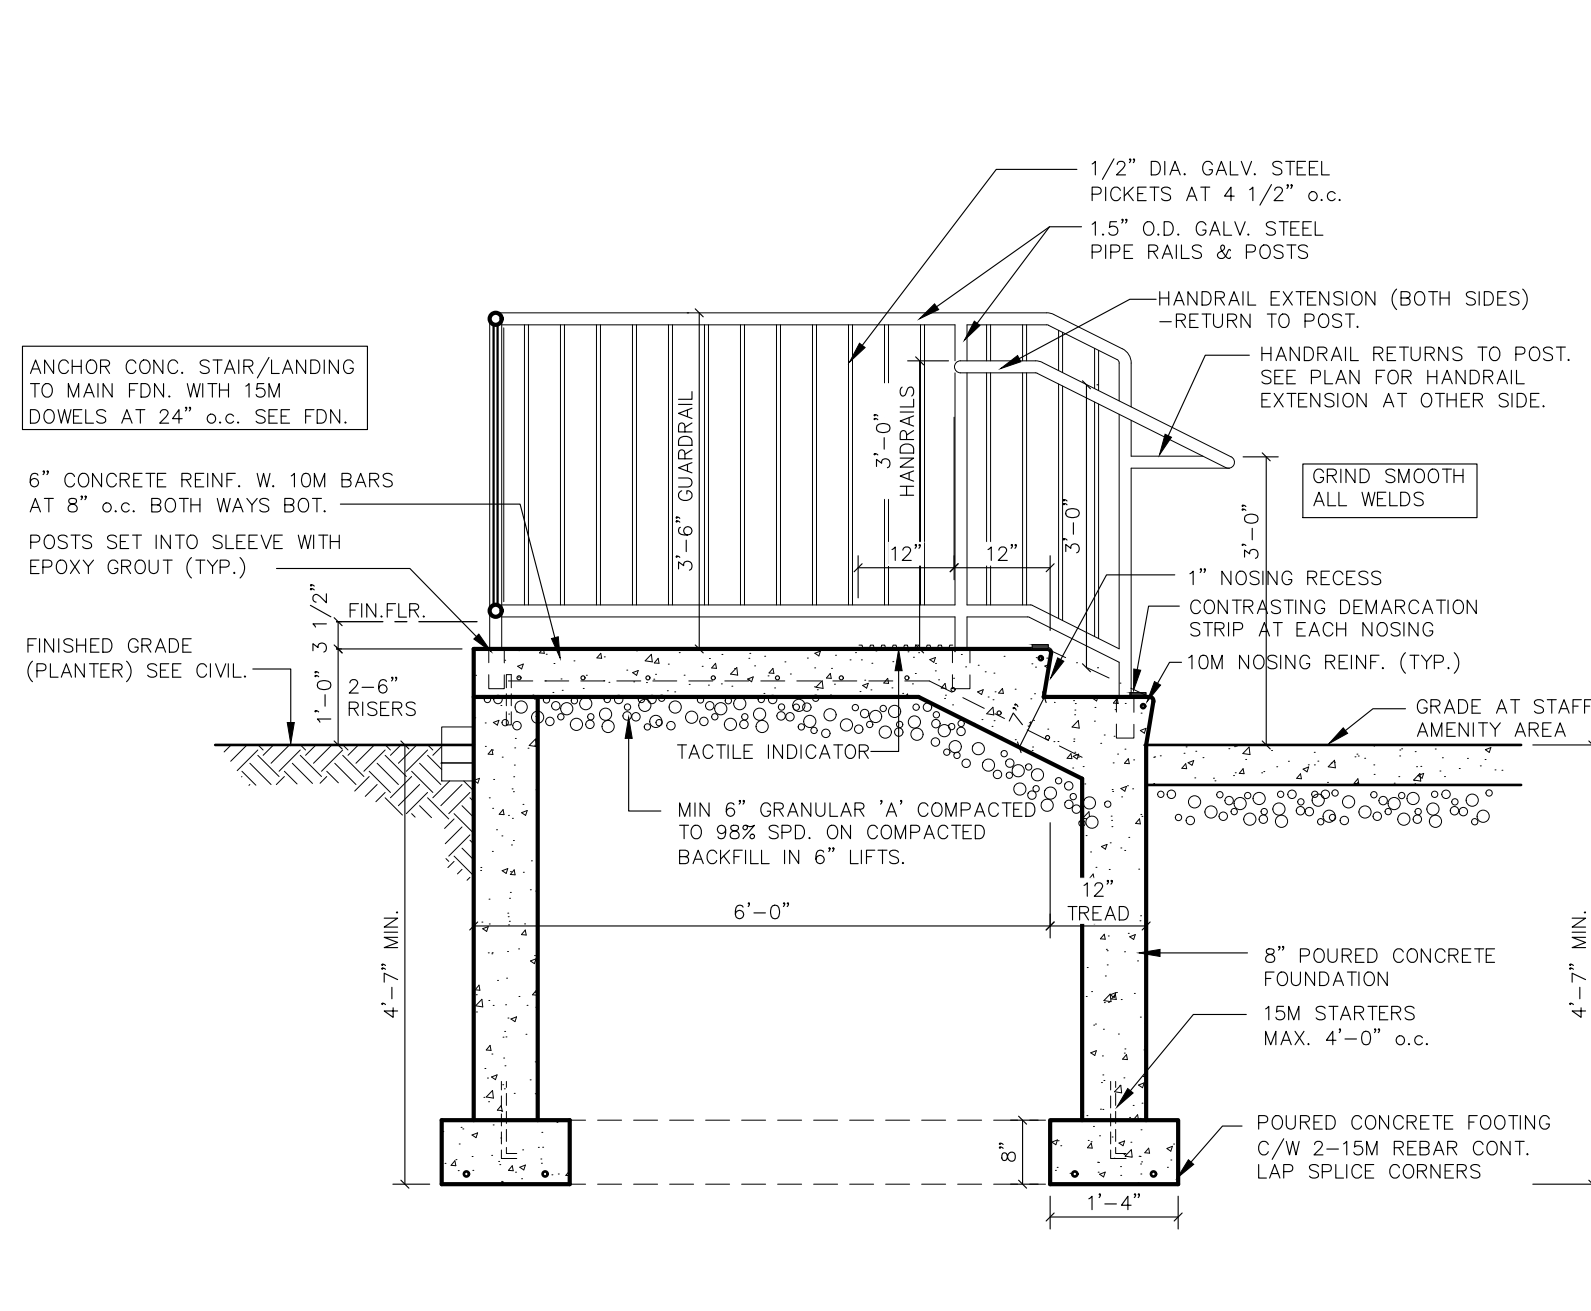 1/2" DIA. GALV. STEEL
PICKETS AT 4 1/2" o.c.
1.5" O.D. GALV. STEEL
PIPE RAILS & POSTS
HANDRAIL EXTENSION (BOTH SIDES)
-RETURN TO POST.
HANDRAIL RETURNS TO POST.
SEE PLAN FOR HANDRAIL
EXTENSION AT OTHER SIDE.
ANCHOR CONC. STAIR/LANDING
TO MAIN FDN. WITH 15M
DOWELS AT 24" o.c. SEE FDN.
6" CONCRETE REINF. W. 10M BARS
AT 8" o.c. BOTH WAYS BOT.
POSTS SET INTO SLEEVE WITH
EPOXY GROUT (TYP.)
FINISHED GRADE
(PLANTER) SEE CIVIL.
3 1/2"
FIN.FLR.
1'-0"
2-6"
RISERS
3'-6" GUARDRAIL
3'-0"
HANDRAILS
12"
12"
3'-0"
3'-0"
GRIND SMOOTH
ALL WELDS
1" NOSING RECESS
CONTRASTING DEMARCATION
STRIP AT EACH NOSING
10M NOSING REINF. (TYP.)
GRADE AT STAFF
AMENITY AREA
7"
TACTILE INDICATOR
MIN 6" GRANULAR 'A' COMPACTED
TO 98% SPD. ON COMPACTED
BACKFILL IN 6" LIFTS.
6'-0"
12"
TREAD
4'-7" MIN.
4'-7" MIN.
8" POURED CONCRETE
FOUNDATION
15M STARTERS
MAX. 4'-0" o.c.
8"
POURED CONCRETE FOOTING
C/W 2-15M REBAR CONT.
LAP SPLICE CORNERS
1'-4"